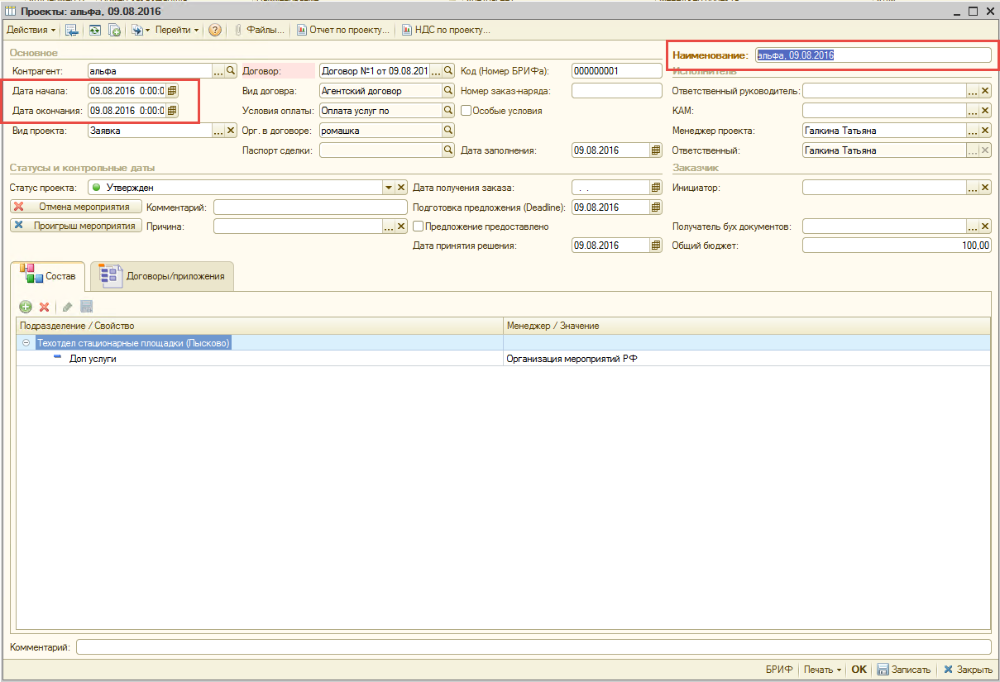 Проекты: альфа, 09.08.2016
Действия Перейти Файлы... Отчет по проекту... НДС по проекту...
Основное
Наименование: альфа, 09.08.2016
Контрагент: альфа ... Договор: Договор №1 от 09.08.201 ... Код (Номер БРИФа): 000000001
Исполнитель
Дата начала: 09.08.2016 0:00:0 Вид догвора: Агентский договор Номер заказ-наряда: Ответственный руководитель: ...
Дата окончания: 09.08.2016 0:00:0 Условия оплаты: Оплата услуг по Особые условия КАМ: ...
Вид проекта: Заявка ... Орг. в договоре: ромашка Менеджер проекта: Галкина Татьяна ...
Паспорт сделки: Дата заполнения: 09.08.2016 Ответственный: Галкина Татьяна ...
Статусы и контрольные даты Заказчик
Статус проекта: Утвержден Дата получения заказа: . . Инициатор: ...
Отмена мероприятия Комментарий: Подготовка предложения (Deadline): 09.08.2016
Проигрыш мероприятия Причина: ... Предложение предоставлено Получатель бух документов: ...
Дата принятия решения: 09.08.2016 Общий бюджет: 100,00
Состав Договоры/приложения
Подразделение / Свойство Менеджер / Значение
Техотдел стационарные площадки (Пысково)
Доп услуги Организация мероприятий РФ
Комментарий:
БРИФ Печать OK Записать Закрыть